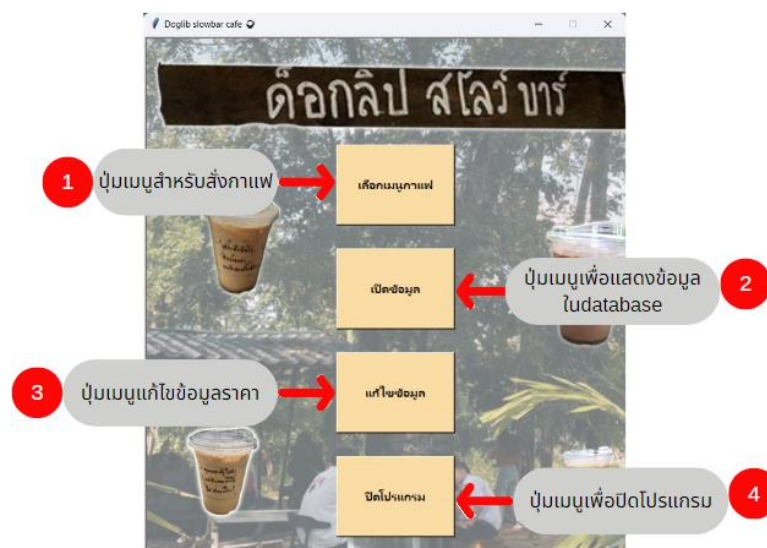 Doglib slowbar cafe
ด็อกลิป สโลว์ บาร์
1
ปุ่มเมนูสำหรับสั่งกาแฟ
เลือกเมนูกาแฟ
เปิดข้อมูล
ปุ่มเมนูเพื่อแสดงข้อมูล
ในdatabase
2
3
ปุ่มเมนูแก้ไขข้อมูลราคา
แก้ไขข้อมูล
ปิดโปรแกรม
ปุ่มเมนูเพื่อปิดโปรแกรม
4